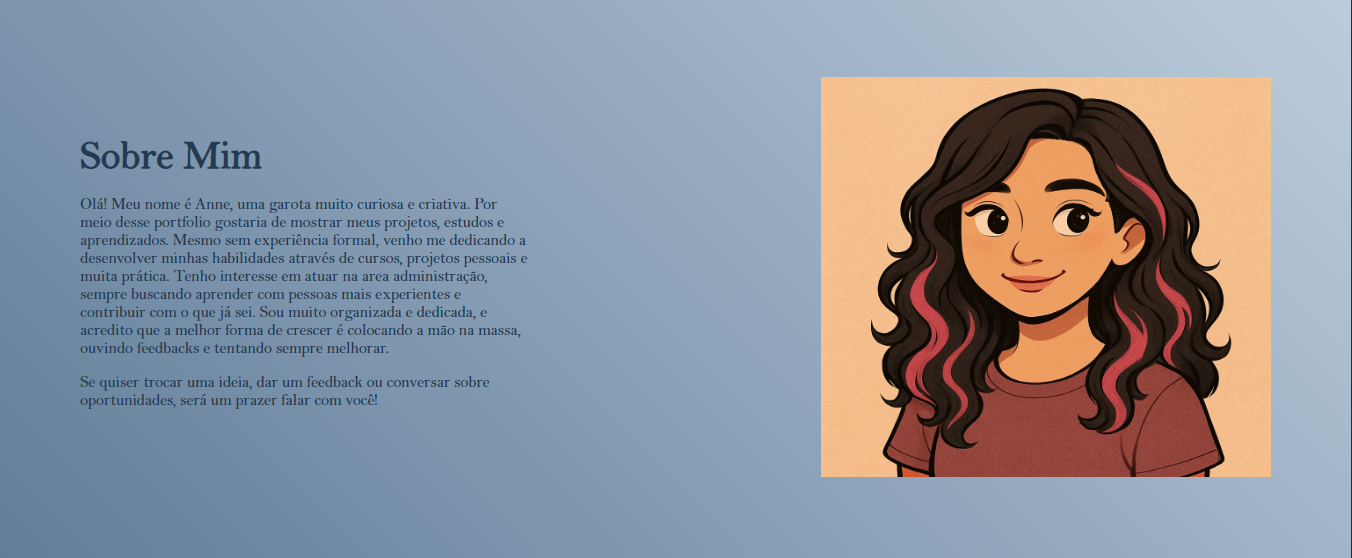 Sobre Mim
Olá! Meu nome é Anne, uma garota muito curiosa e criativa. Por
meio desse portfolio gostaria de mostrar meus projetos, estudos e
aprendizados. Mesmo sem experiência formal, venho me dedicando a
desenvolver minhas habilidades através de cursos, projetos pessoais e
muita prática. Tenho interesse em atuar na area administração,
sempre buscando aprender com pessoas mais experientes e
contribuir com o que já sei. Sou muito organizada e dedicada, e
acredito que a melhor forma de crescer é colocando a mão na massa,
ouvindo feedbacks e tentando sempre melhorar.
Se quiser trocar uma ideia, dar um feedback ou conversar sobre
oportunidades, será um prazer falar com você!